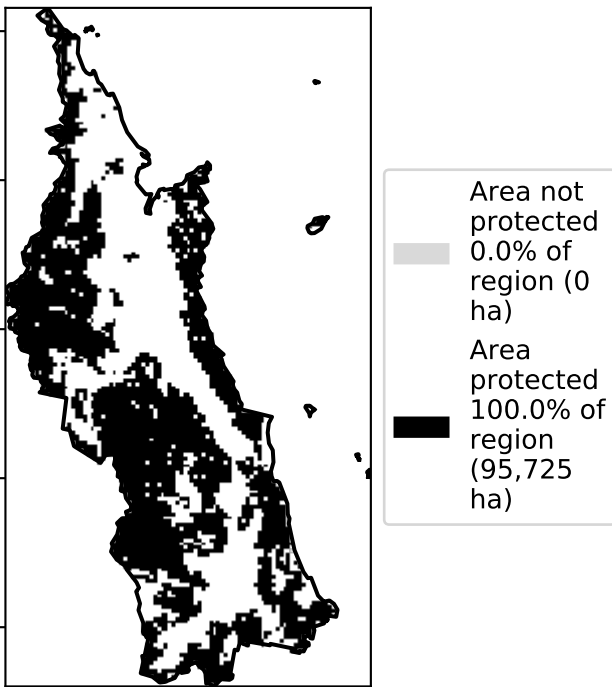 Area not
protected
0.0% of
region (0
ha)
Area
protected
100.0% of
region
(95,725
ha)